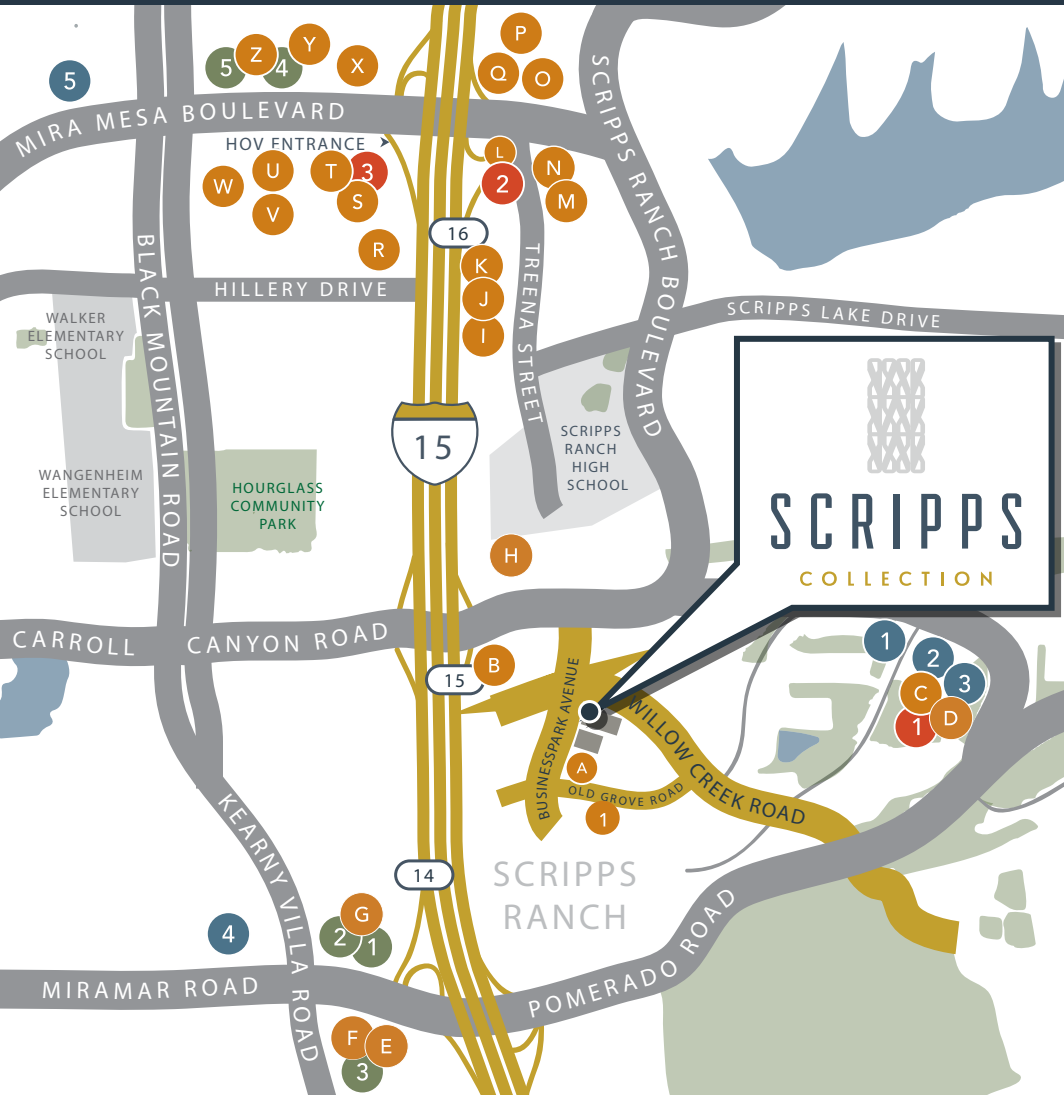 P
Y
Z
X
5
4
Q
O
5
SCRIPPS RANCH BOULEVARD
MIRA MESA BOULEVARD
HOV ENTRANCE
L
N
U
T
3
2
W
S
M
V
16
R
K
BLACK MOUNTAIN ROAD
TREENA STREET
HILLERY DRIVE
J
SCRIPPS LAKE DRIVE
WALKER
ELEMENTARY
SCHOOL
I
15
SCRIPPS
RANCH
HIGH
SCHOOL
WANGENHEIM
ELEMENTARY
SCHOOL
HOURGLASS
COMMUNITY
PARK
SCRIPPS
COLLECTION
H
CARROLL CANYON ROAD
1
2
B
15
3
C
D
1
BUSINESSPARK AVENUE
WILLOW CREEK ROAD
A
OLD GROVE ROAD
1
KEARNY VILLA ROAD
14
SCRIPPS
RANCH
G
4
2
1
POMERADO ROAD
MIRAMAR ROAD
F
E
3